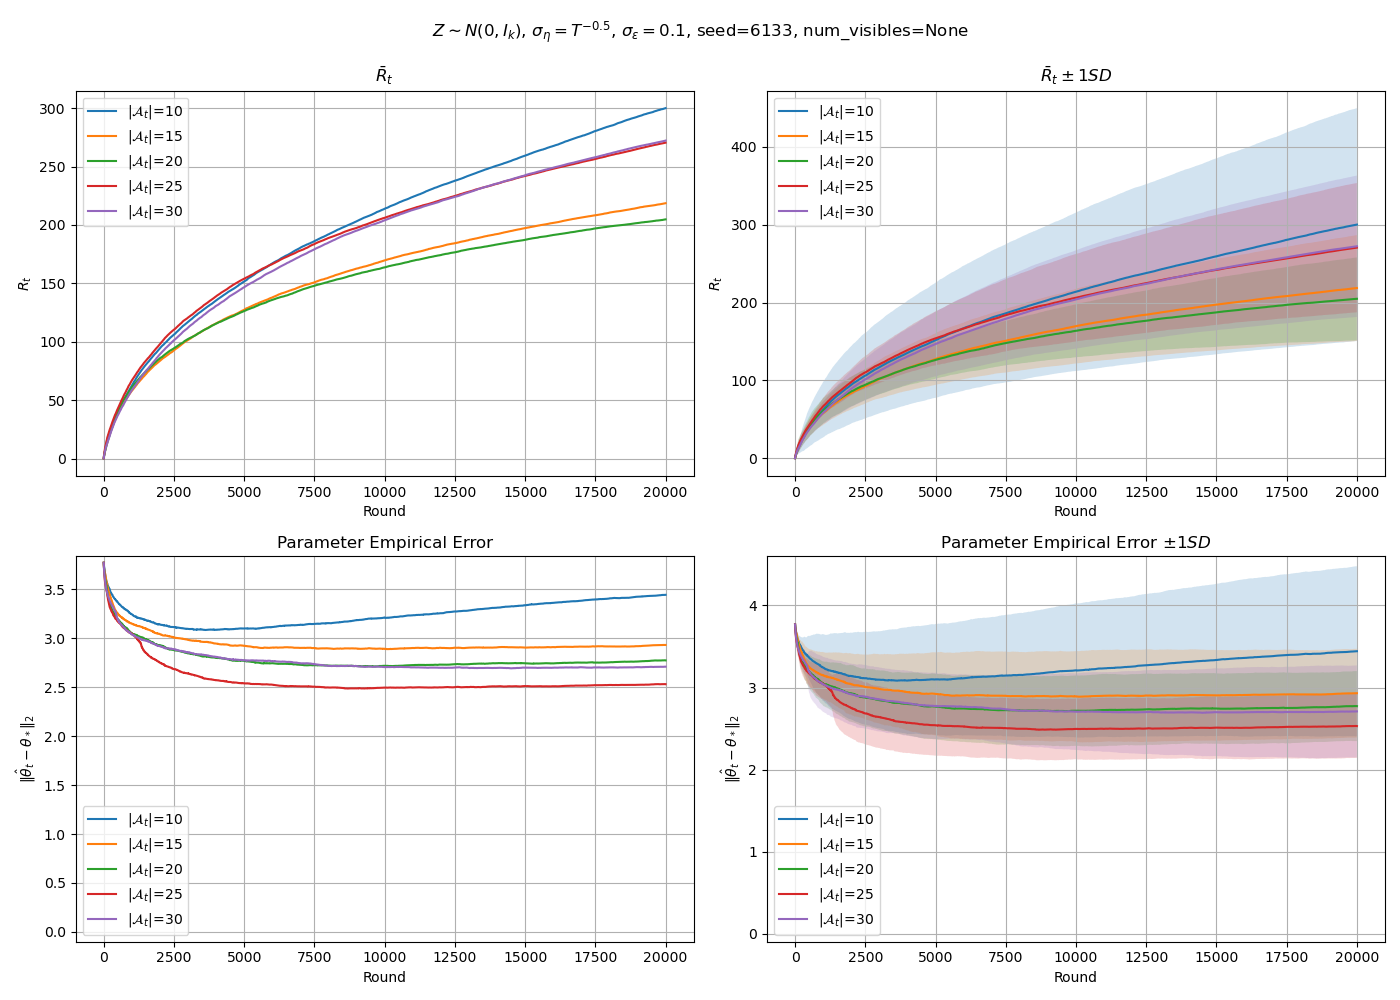 Z ∼ N(0, I_k), σ_η = T^{−0.5}, σ_ε = 0.1, seed=6133, num_visibles=None
R̄_t
R_t
300
250
200
150
100
50
0
|𝒜_t|=10
|𝒜_t|=15
|𝒜_t|=20
|𝒜_t|=25
|𝒜_t|=30
0 2500 5000 7500 10000 12500 15000 17500 20000
Round
R̄_t ± 1SD
R_t
400
300
200
100
0
|𝒜_t|=10
|𝒜_t|=15
|𝒜_t|=20
|𝒜_t|=25
|𝒜_t|=30
0 2500 5000 7500 10000 12500 15000 17500 20000
Round
Parameter Empirical Error
‖θ̂_t − θ_*‖_2
3.5
3.0
2.5
2.0
1.5
1.0
0.5
0.0
|𝒜_t|=10
|𝒜_t|=15
|𝒜_t|=20
|𝒜_t|=25
|𝒜_t|=30
0 2500 5000 7500 10000 12500 15000 17500 20000
Round
Parameter Empirical Error ±1SD
‖θ̂_t − θ_*‖_2
4
3
2
1
0
|𝒜_t|=10
|𝒜_t|=15
|𝒜_t|=20
|𝒜_t|=25
|𝒜_t|=30
0 2500 5000 7500 10000 12500 15000 17500 20000
Round